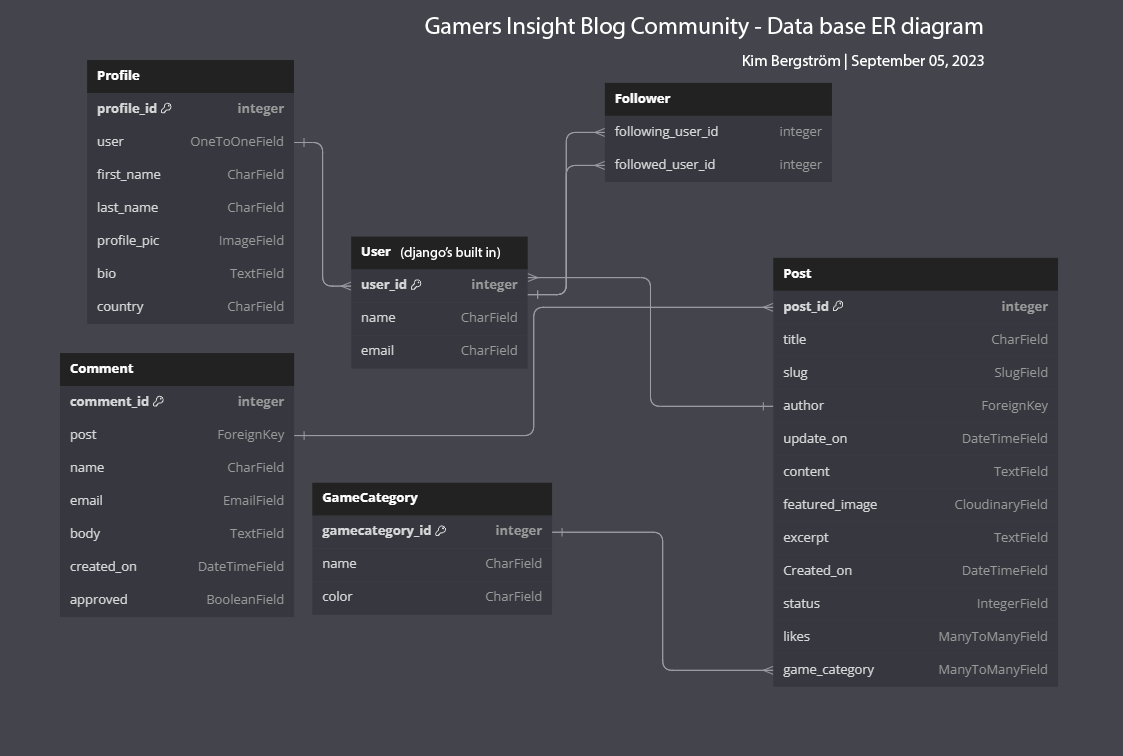 Gamers Insight Blog Community - Data base ER diagram
Kim Bergström | September 05, 2023
Profile
profile_id integer
user OneToOneField
first_name CharField
last_name CharField
profile_pic ImageField
bio TextField
country CharField
Follower
following_user_id integer
followed_user_id integer
User (django's built in)
user_id integer
name CharField
email CharField
Post
post_id integer
title CharField
slug SlugField
author ForeignKey
update_on DateTimeField
content TextField
featured_image CloudinaryField
excerpt TextField
Created_on DateTimeField
status IntegerField
likes ManyToManyField
game_category ManyToManyField
Comment
comment_id integer
post ForeignKey
name CharField
email EmailField
body TextField
created_on DateTimeField
approved BooleanField
GameCategory
gamecategory_id integer
name CharField
color CharField